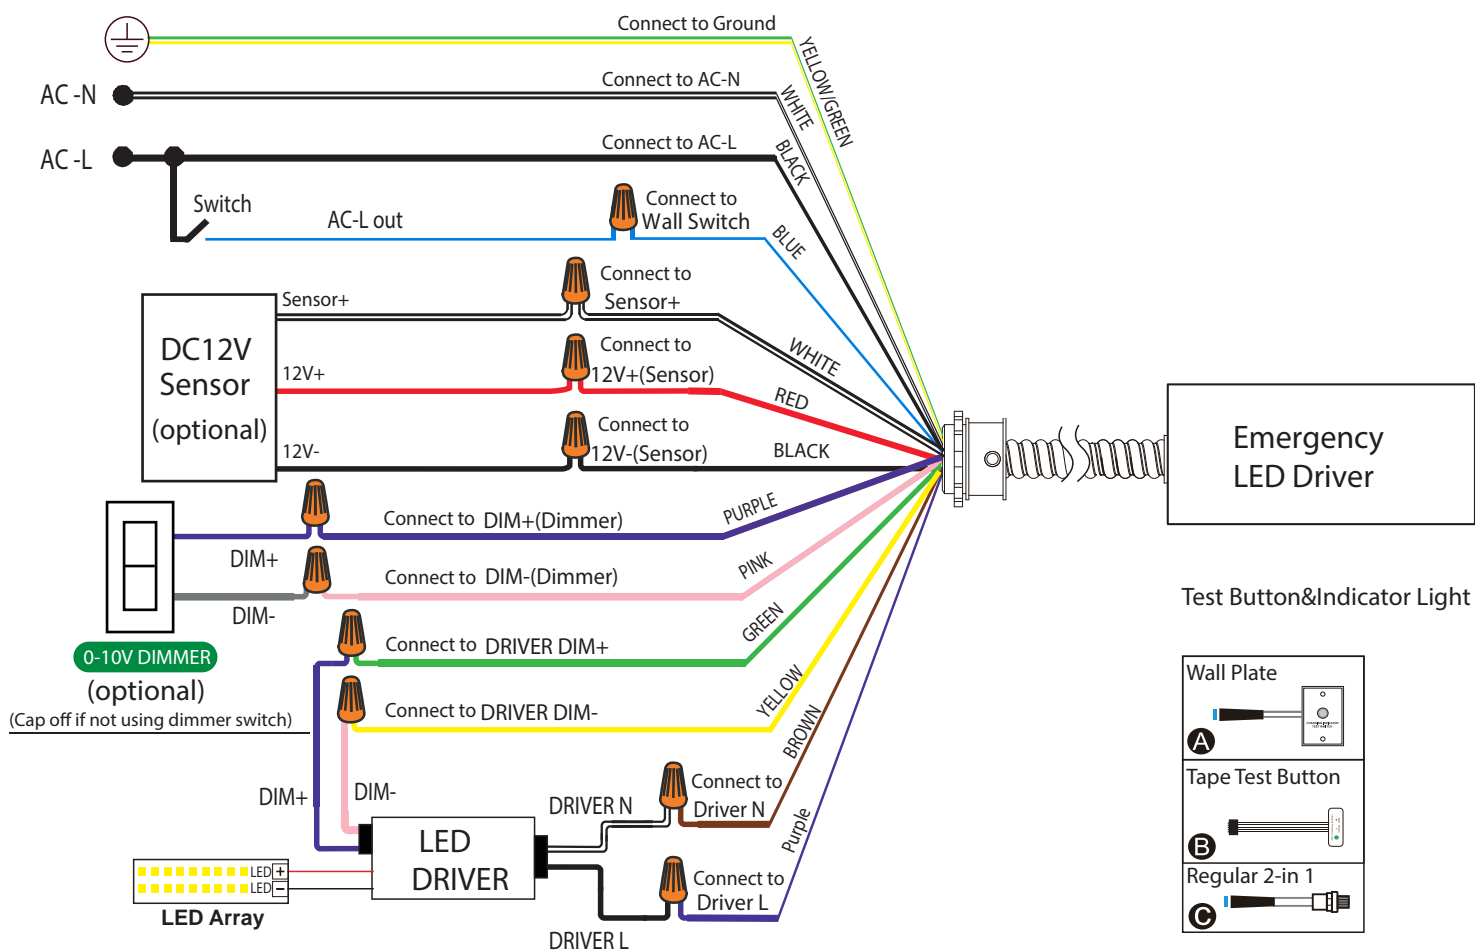 Connect to Ground
YELLOW/GREEN
AC -N
Connect to AC-N
WHITE
AC -L
Connect to AC-L
BLACK
Switch
AC-L out
Connect to
Wall Switch
BLUE
DC12V
Sensor
(optional)
Sensor+
Connect to
Sensor+
WHITE
12V+
Connect to
12V+(Sensor)
RED
12V-
Connect to
12V-(Sensor)
BLACK
Emergency
LED Driver
DIM+
Connect to DIM+(Dimmer)
PURPLE
DIM-
Connect to DIM-(Dimmer)
PINK
0-10V DIMMER
(optional)
(Cap off if not using dimmer switch)
Connect to DRIVER DIM+
GREEN
Connect to DRIVER DIM-
YELLOW
DIM+
DIM-
LED
DRIVER
DRIVER N
Connect to
Driver N
BROWN
DRIVER L
Connect to
Driver L
Purple
LED +
LED −
LED Array
Test Button&Indicator Light
Wall Plate
A
Tape Test Button
B
Regular 2-in 1
C